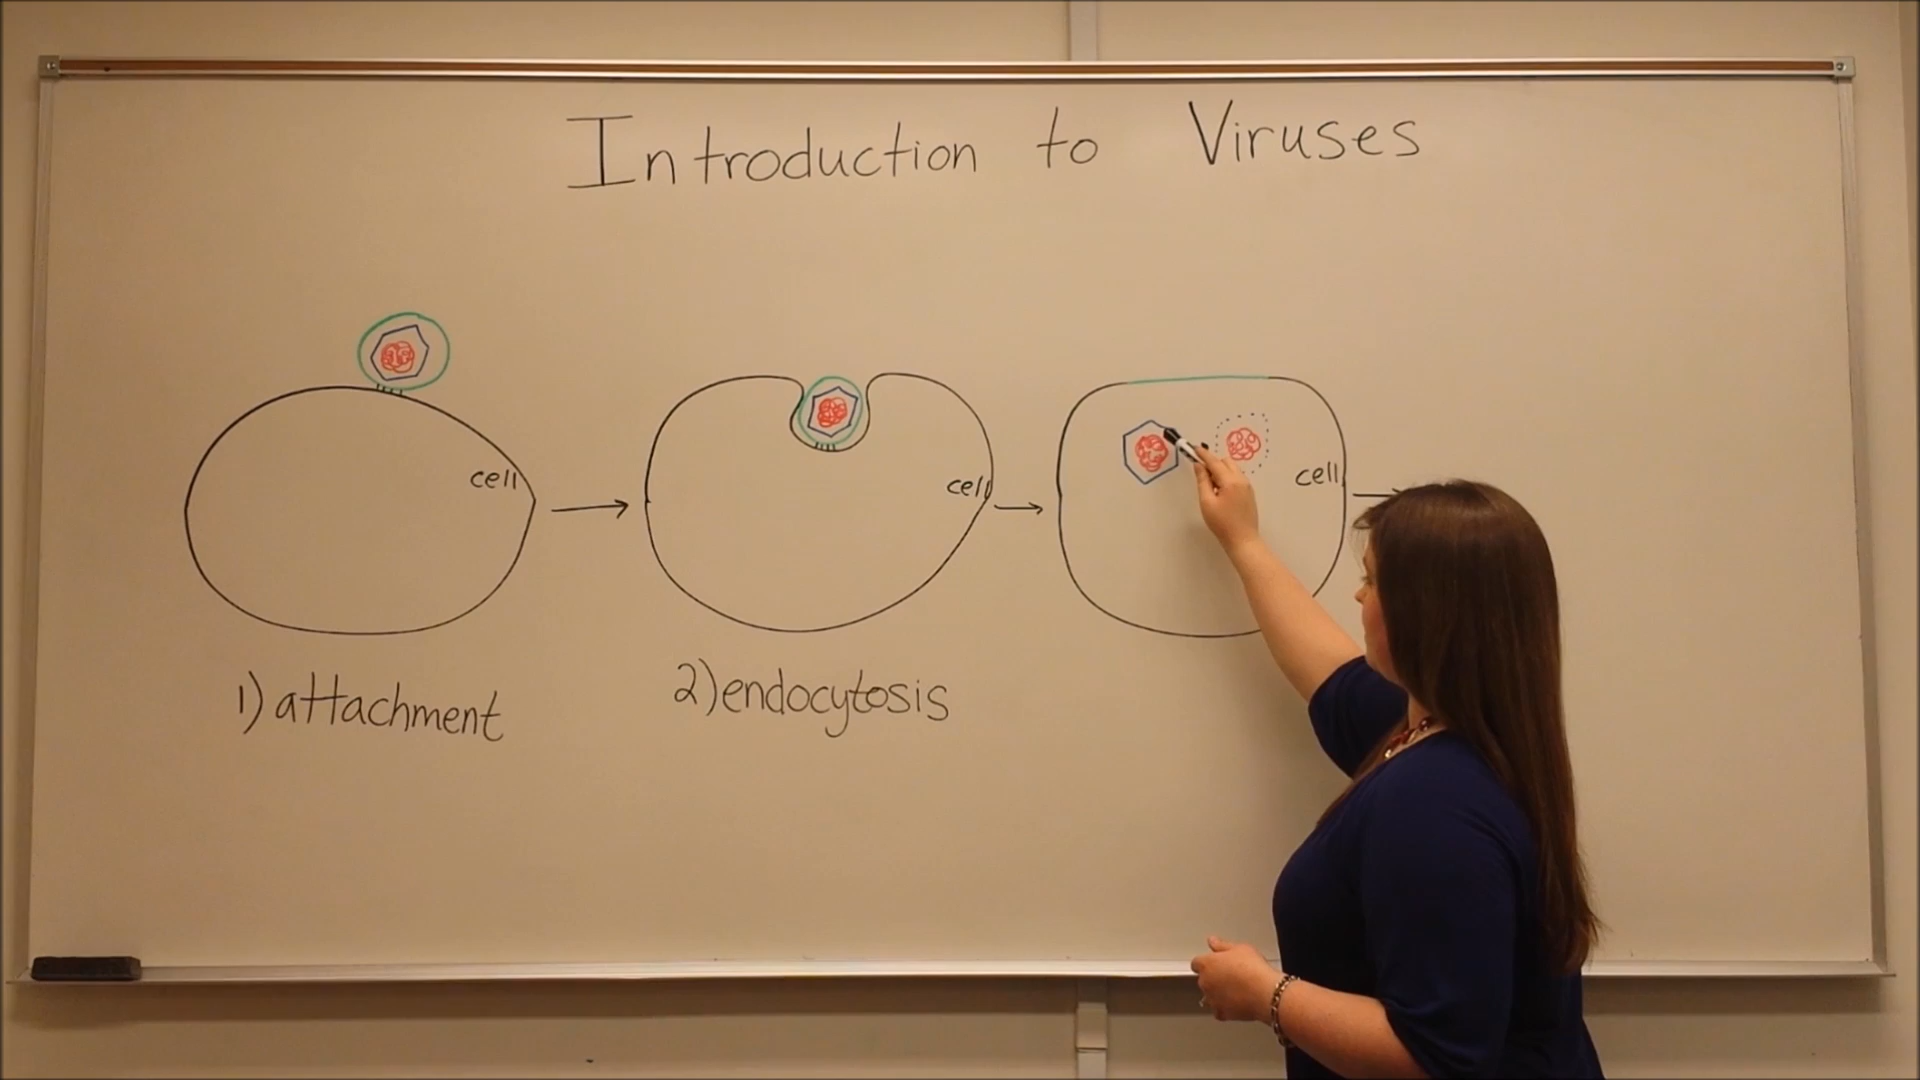 Introduction to Viruses
cell
cell
cell
1) attachment
2) endocytosis